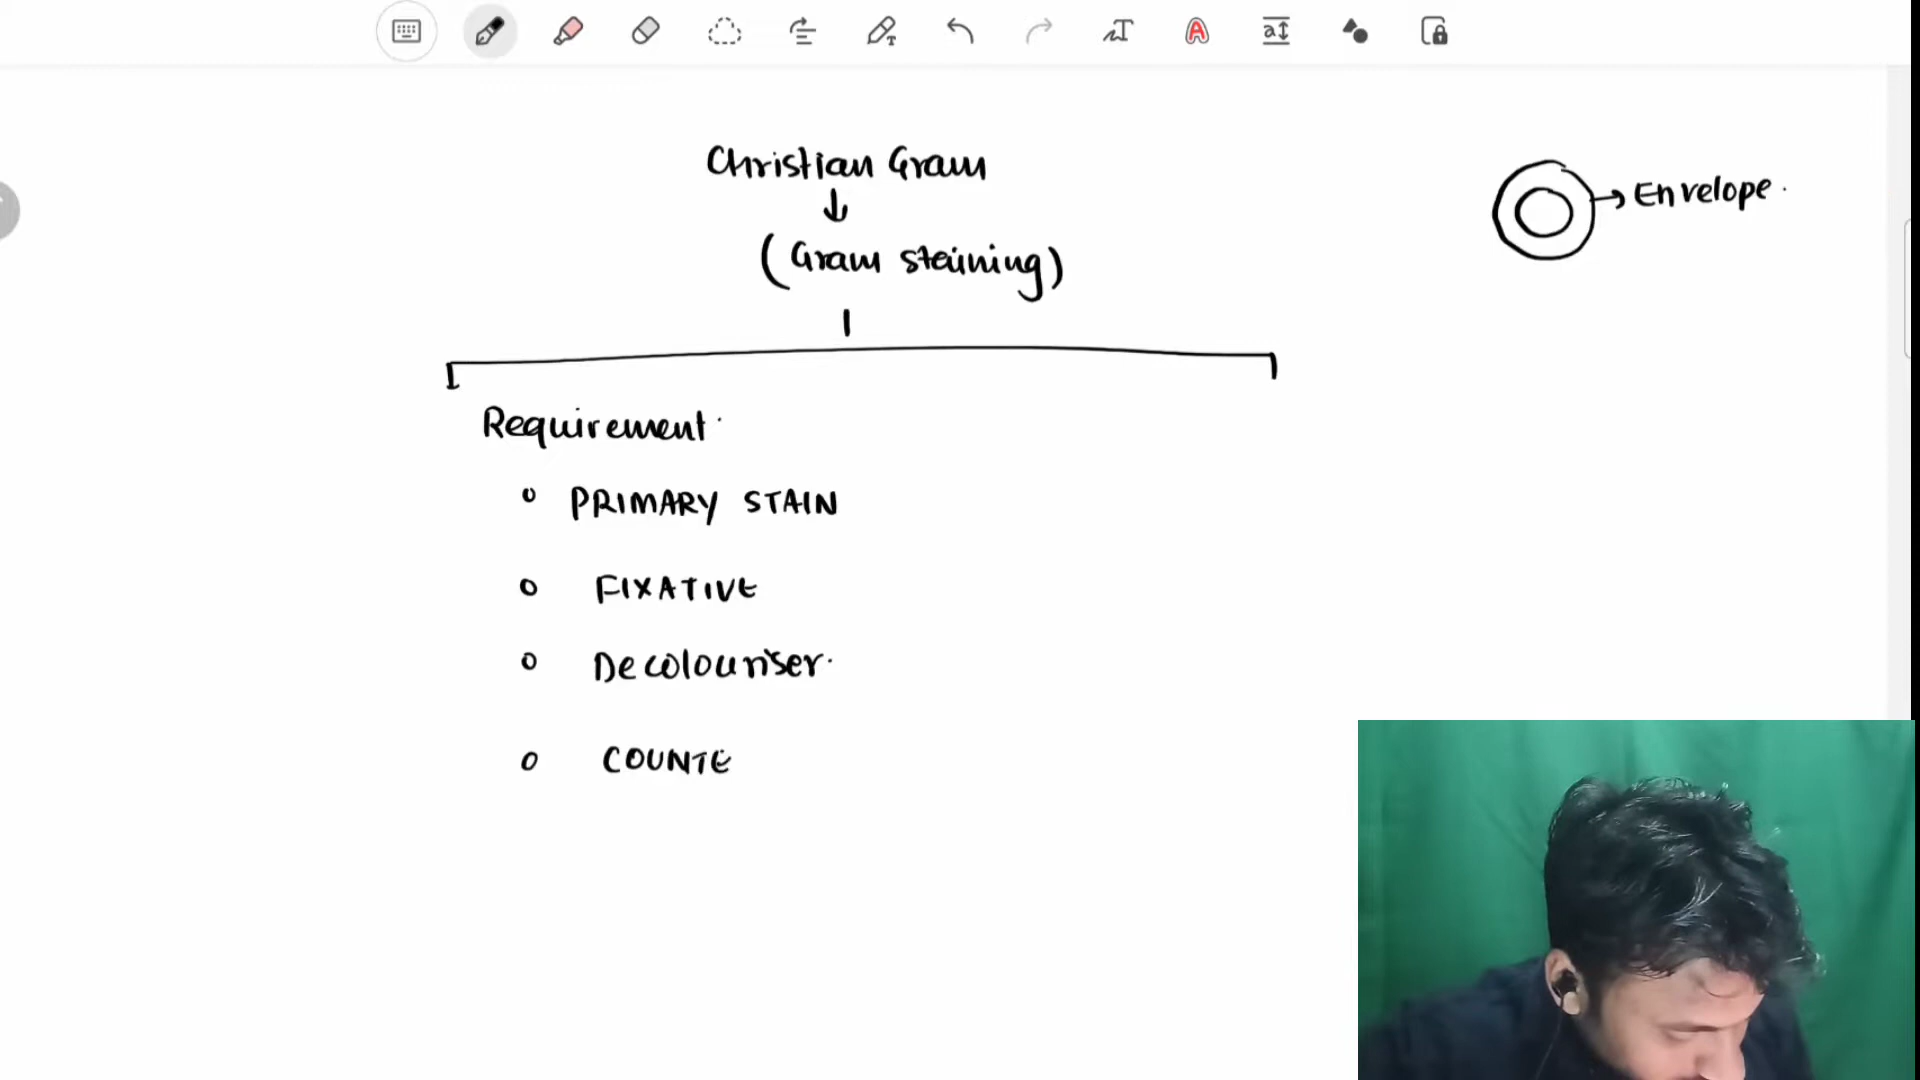 Christian Gram
(Gram staining)
Envelope.
Requirement.
PRIMARY STAIN
FIXATIVE
Decolouriser.
COUNTE